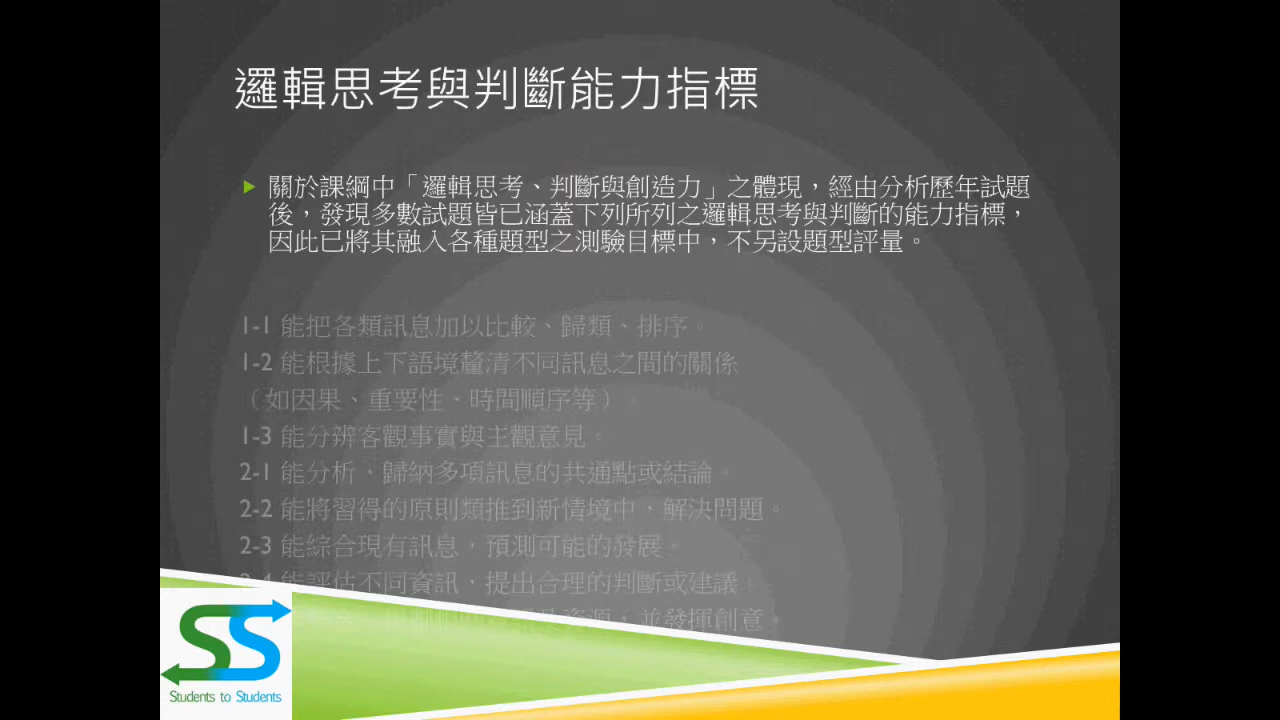 邏輯思考與判斷能力指標
關於課綱中「邏輯思考、判斷與創造力」之體現，經由分析歷年試題
後，發現多數試題皆已涵蓋下列所列之邏輯思考與判斷的能力指標，
因此已將其融入各種題型之測驗目標中，不另設題型評量。
1-1 能把各類訊息加以比較、歸類、排序。
1-2 能根據上下語境釐清不同訊息之間的關係
（如因果、重要性、時間順序等）。
1-3 能分辨客觀事實與主觀意見。
2-1 能分析、歸納多項訊息的共通點或結論。
2-2 能將習得的原則類推到新情境中，解決問題。
2-3 能綜合現有訊息，預測可能的發展。
2-4 能評估不同資訊，提出合理的判斷或建議。
資源，並發揮創意。
SS
Students to Students